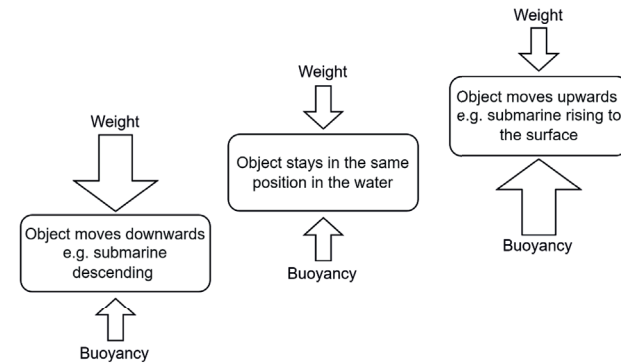 Weight
Object moves downwards
e.g. submarine
descending
Buoyancy
Weight
Object stays in the same
position in the water
Buoyancy
Weight
Object moves upwards
e.g. submarine rising to
the surface
Buoyancy